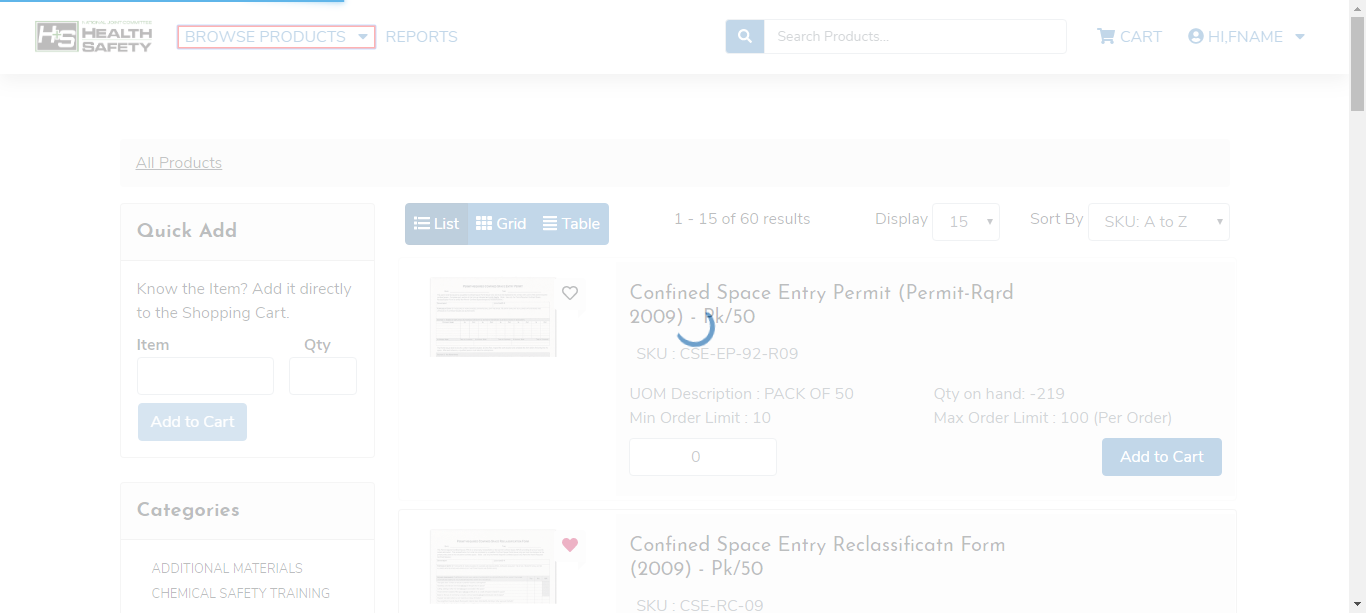 HEALTH
SAFETY
BROWSE PRODUCTS
REPORTS
Search Products...
CART
HI,FNAME
All Products
Quick Add
Know the Item? Add it directly
to the Shopping Cart.
Item Qty
Add to Cart
Categories
ADDITIONAL MATERIALS
CHEMICAL SAFETY TRAINING
List Grid Table
1 - 15 of 60 results
Display 15
Sort By SKU: A to Z
Confined Space Entry Permit (Permit-Rqrd
2009) - Pk/50
SKU : CSE-EP-92-R09
UOM Description : PACK OF 50
Qty on hand: -219
Min Order Limit : 10
Max Order Limit : 100 (Per Order)
0
Add to Cart
Confined Space Entry Reclassificatn Form
(2009) - Pk/50
SKU : CSE-RC-09